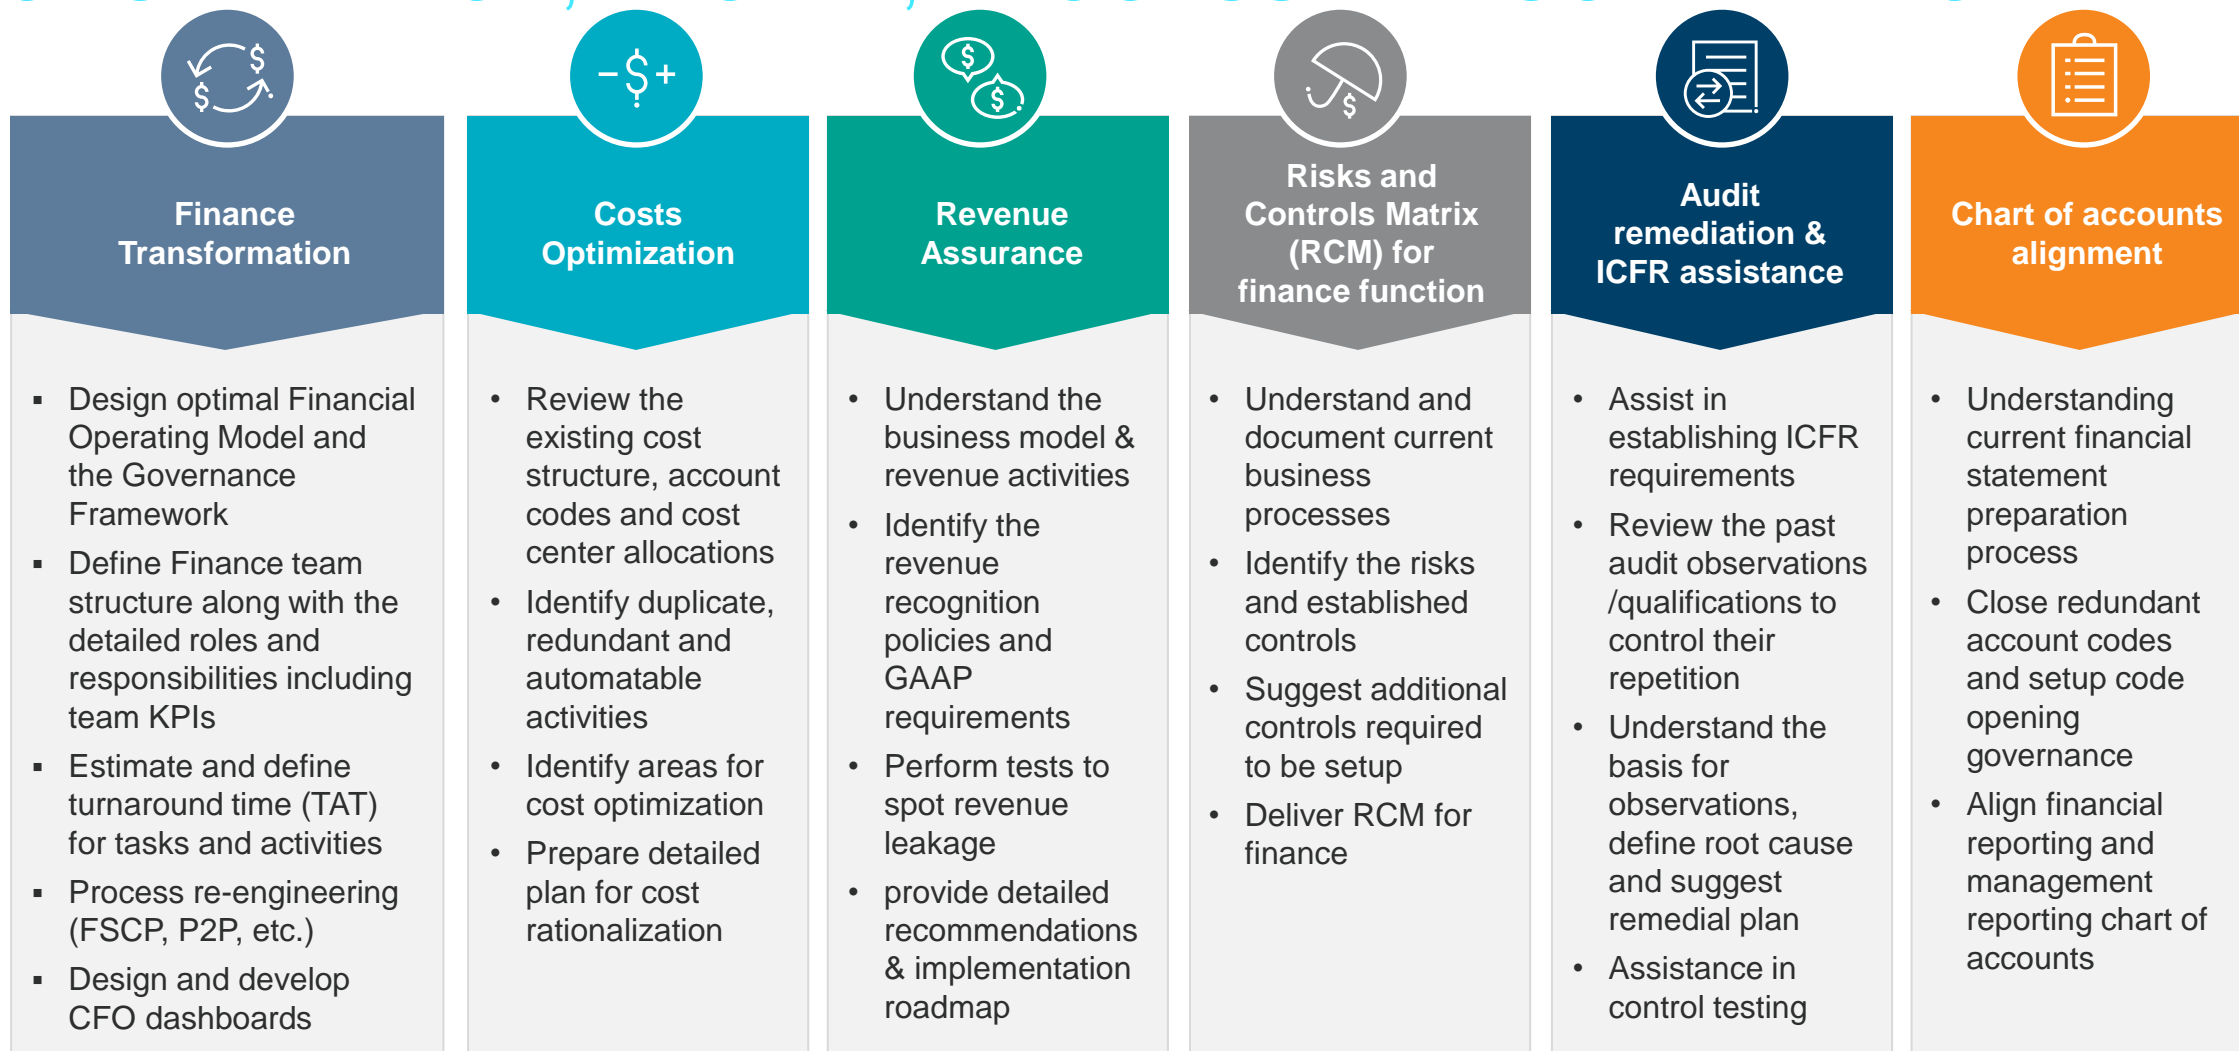 Finance
Transformation
▪ Design optimal Financial
Operating Model and
the Governance
Framework
▪ Define Finance team
structure along with the
detailed roles and
responsibilities including
team KPIs
▪ Estimate and define
turnaround time (TAT)
for tasks and activities
▪ Process re-engineering
(FSCP, P2P, etc.)
▪ Design and develop
CFO dashboards
-$+
Costs
Optimization
• Review the
existing cost
structure, account
codes and cost
center allocations
• Identify duplicate,
redundant and
automatable
activities
• Identify areas for
cost optimization
• Prepare detailed
plan for cost
rationalization
Revenue
Assurance
• Understand the
business model &
revenue activities
• Identify the
revenue
recognition
policies and
GAAP
requirements
• Perform tests to
spot revenue
leakage
• provide detailed
recommendations
& implementation
roadmap
Risks and
Controls Matrix
(RCM) for
finance function
• Understand and
document current
business
processes
• Identify the risks
and established
controls
• Suggest additional
controls required
to be setup
• Deliver RCM for
finance
Audit
remediation &
ICFR assistance
• Assist in
establishing ICFR
requirements
• Review the past
audit observations
/qualifications to
control their
repetition
• Understand the
basis for
observations,
define root cause
and suggest
remedial plan
• Assistance in
control testing
Chart of accounts
alignment
• Understanding
current financial
statement
preparation
process
• Close redundant
account codes
and setup code
opening
governance
• Align financial
reporting and
management
reporting chart of
accounts